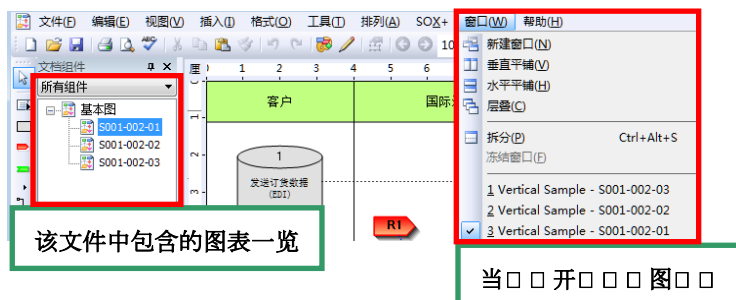 文件(F) 编辑(E) 视图(V) 插入(I) 格式(O) 工具(T) 排列(A) SOX+ 窗口(W) 帮助(H)
ABC 10
文档组件
所有组件
基本图
S001-002-01
S001-002-02
S001-002-03
1 2 3 4 5 6
客户 国际
1
发送订货数据
(EDI)
R1
新建窗口(N)
垂直平铺(V)
水平平铺(H)
层叠(C)
拆分(P) Ctrl+Alt+S
冻结窗口(F)
1 Vertical Sample - S001-002-03
2 Vertical Sample - S001-002-02
3 Vertical Sample - S001-002-01
该文件中包含的图表一览
当□□开□□□图□□